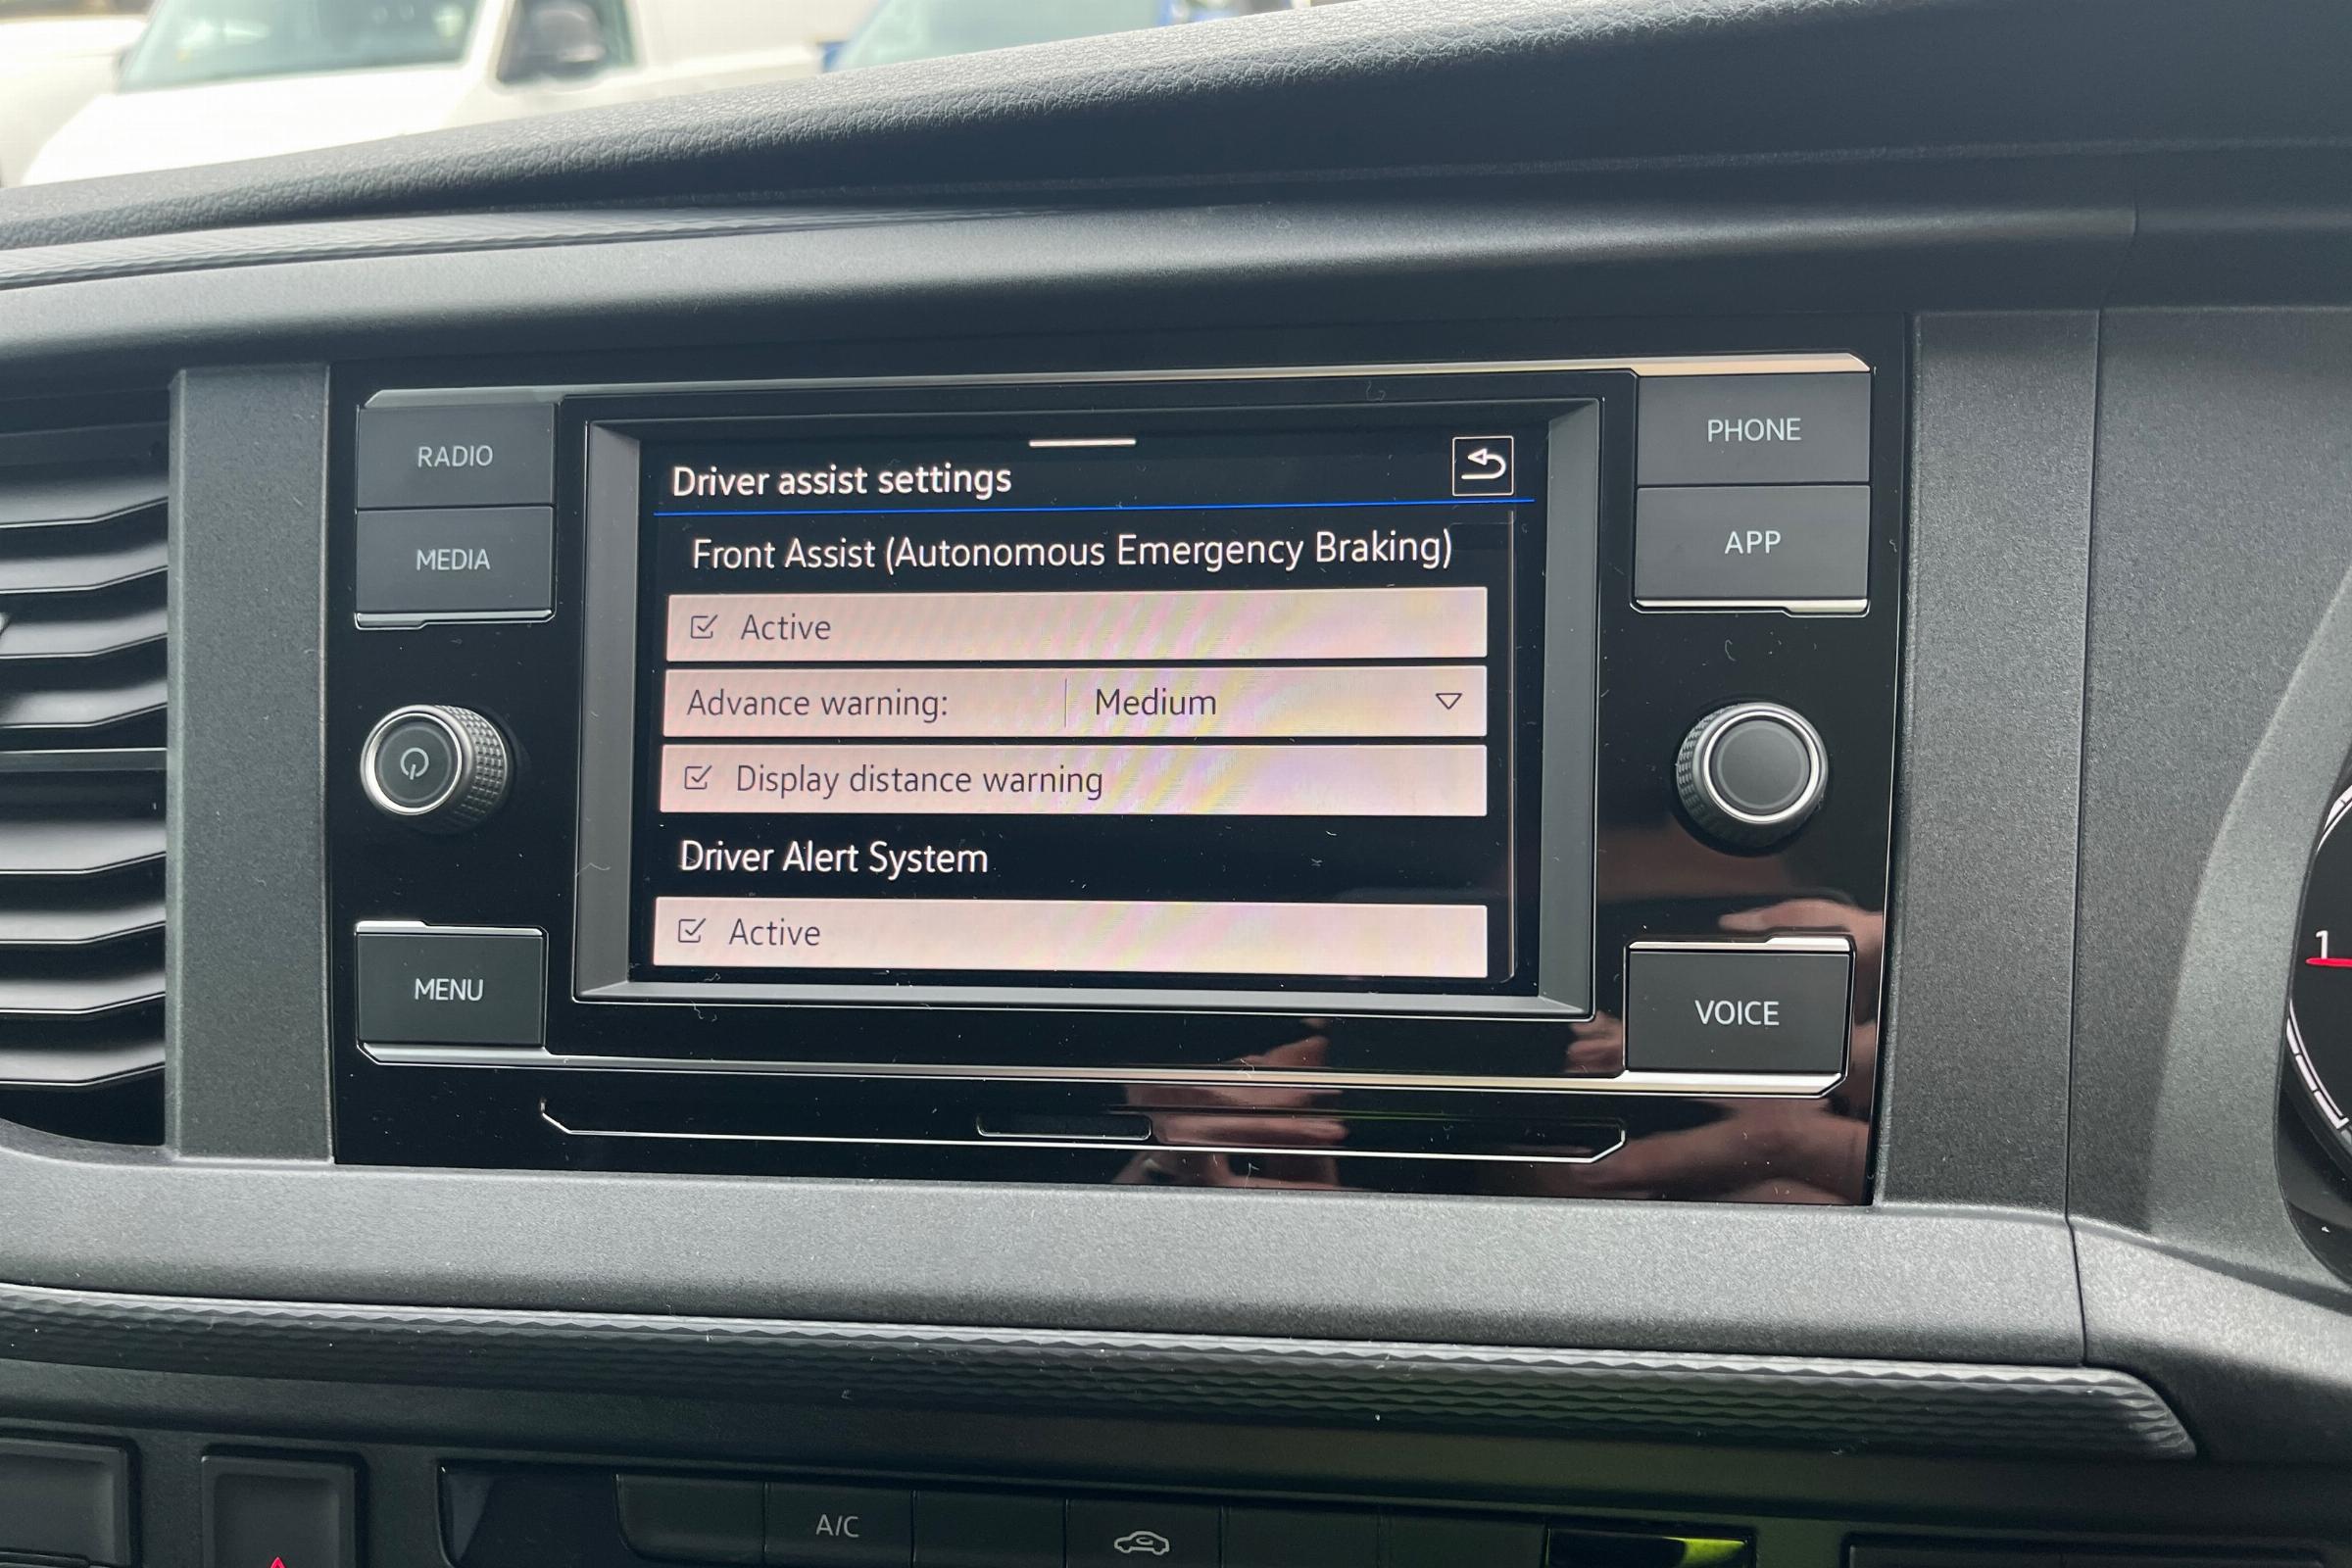 RADIO
MEDIA
MENU
Driver assist settings
Front Assist (Autonomous Emergency Braking)
Active
Advance warning: Medium
Display distance warning
Driver Alert System
Active
PHONE
APP
VOICE
1
A/C